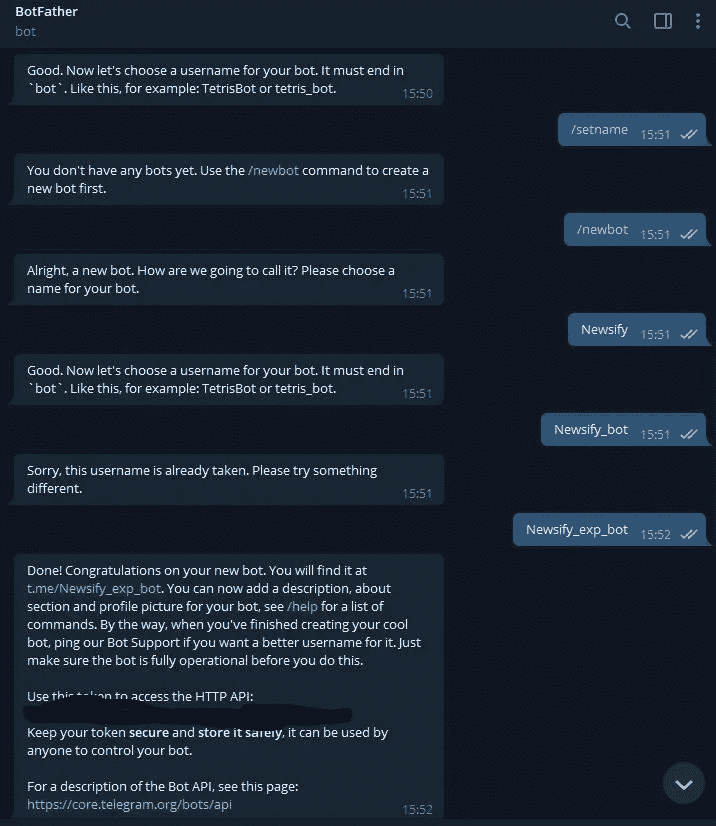 BotFather
bot
Good. Now let's choose a username for your bot. It must end in
`bot`. Like this, for example: TetrisBot or tetris_bot.
15:50
/setname 15:51
You don't have any bots yet. Use the /newbot command to create a
new bot first.
15:51
/newbot 15:51
Alright, a new bot. How are we going to call it? Please choose a
name for your bot.
15:51
Newsify 15:51
Good. Now let's choose a username for your bot. It must end in
`bot`. Like this, for example: TetrisBot or tetris_bot.
15:51
Newsify_bot 15:51
Sorry, this username is already taken. Please try something
different.
15:51
Newsify_exp_bot 15:52
Done! Congratulations on your new bot. You will find it at
t.me/Newsify_exp_bot. You can now add a description, about
section and profile picture for your bot, see /help for a list of
commands. By the way, when you've finished creating your cool
bot, ping our Bot Support if you want a better username for it. Just
make sure the bot is fully operational before you do this.
Use this token to access the HTTP API:
Keep your token secure and store it safely, it can be used by
anyone to control your bot.
For a description of the Bot API, see this page:
https://core.telegram.org/bots/api
15:52